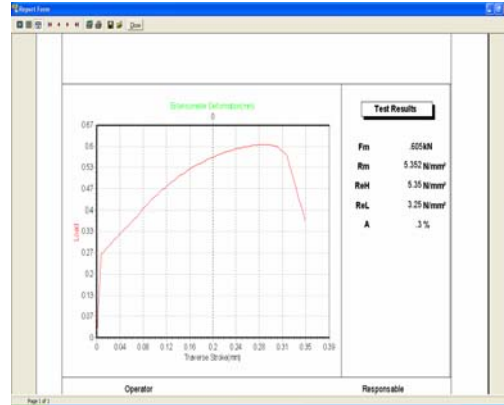 Report Form
Close
0
0.67
0.6
0.53
0.47
0.4
0.33
0.27
0.2
0.13
0.07
0
Load
0 0.04 0.08 0.12 0.16 0.2 0.24 0.28 0.31 0.35 0.39
Traverse Stroke(mm)
Test Results
Fm .605kN
Rm 5.352 N/mm²
ReH 5.35 N/mm²
ReL 3.25 N/mm²
A .3 %
Operator Responsable
Page 1 of 1